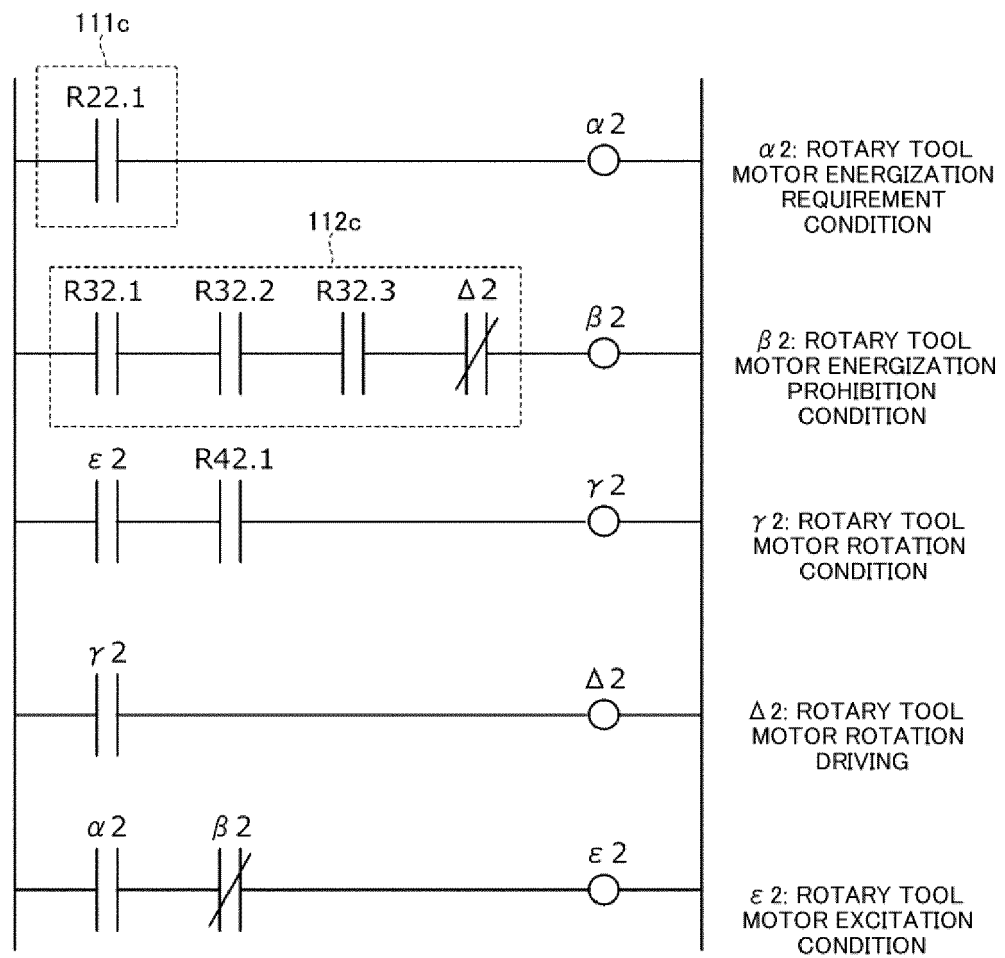 111c
R22.1
α2
α2: ROTARY TOOL
MOTOR ENERGIZATION
REQUIREMENT
CONDITION
112c
R32.1 R32.2 R32.3 Δ2
β2
β2: ROTARY TOOL
MOTOR ENERGIZATION
PROHIBITION
CONDITION
ε2 R42.1
γ2
γ2: ROTARY TOOL
MOTOR ROTATION
CONDITION
γ2
Δ2
Δ2: ROTARY TOOL
MOTOR ROTATION
DRIVING
α2 β2
ε2
ε2: ROTARY TOOL
MOTOR EXCITATION
CONDITION